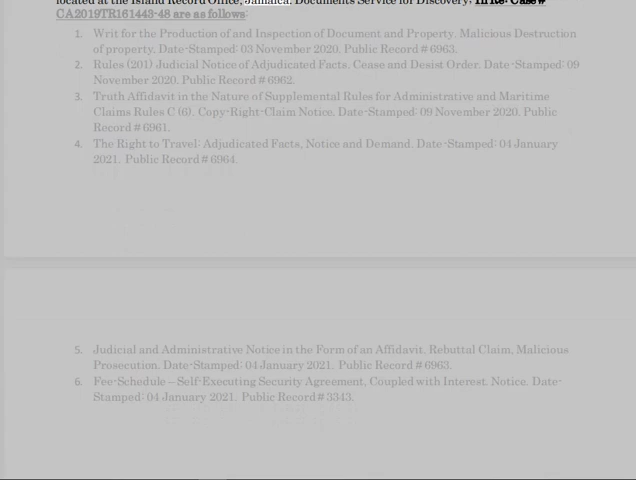 located at the Island Record Office, Jamaica, Documents Service for Discovery; In Re: Case#
CA2019TR161443-48 are as follows:
1. Writ for the Production of and Inspection of Document and Property. Malicious Destruction
of property. Date-Stamped: 03 November 2020. Public Record #6963.
2. Rules (201) Judicial Notice of Adjudicated Facts. Cease and Desist Order. Date-Stamped: 09
November 2020. Public Record #6962.
3. Truth Affidavit in the Nature of Supplemental Rules for Administrative and Maritime
Claims Rules C (6). Copy-Right-Claim Notice. Date-Stamped: 09 November 2020. Public
Record #6961.
4. The Right to Travel: Adjudicated Facts, Notice and Demand. Date-Stamped: 04 January
2021. Public Record # 6964.
5. Judicial and Administrative Notice in the Form of an Affidavit. Rebuttal Claim, Malicious
Prosecution. Date-Stamped: 04 January 2021. Public Record # 6963.
6. Fee-Schedule – Self-Executing Security Agreement, Coupled with Interest. Notice. Date-
Stamped: 04 January 2021. Public Record# 3343.